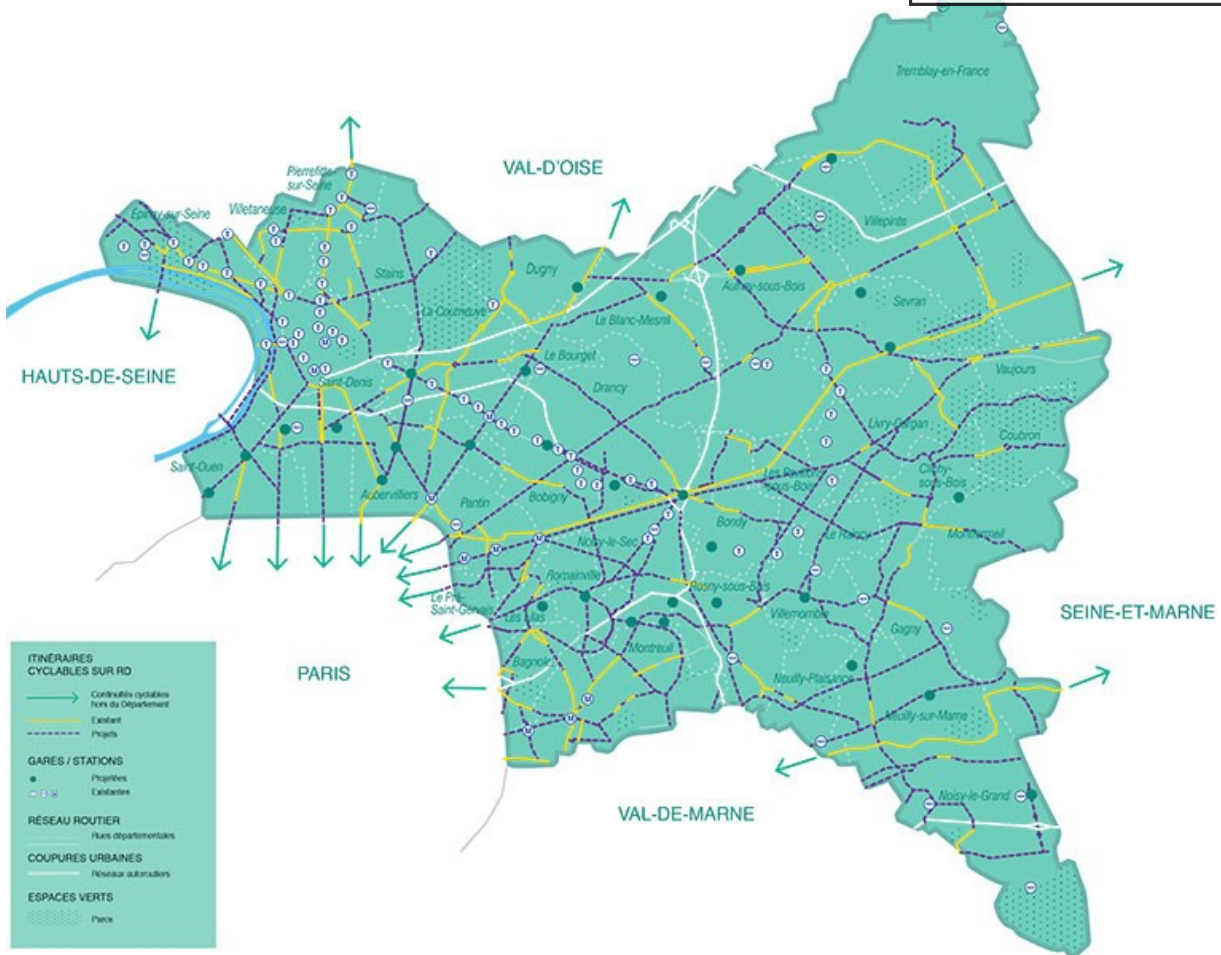 Tremblay-en-France
Pierrefitte
sur-Seine
VAL-D'OISE
Epinay-sur-Seine
Villetaneuse
Villepinte
Stains
Dugny
Aulnay-sous-Bois
La Courneuve
Sevran
Le Blanc-Mesnil
Le Bourget
HAUTS-DE-SEINE
Saint-Denis
Drancy
Vaujours
Livry-Gargan
Coubron
Saint-Ouen
Clichy-
sous-Bois
Les Pavillons-
sous-Bois
Aubervilliers
Pantin
Bobigny
Bondy
Le Raincy
Montfermeil
Noisy-le-Sec
Romainville
Rosny-sous-Bois
Le Pré-
Saint-Gervais
Les Lilas
Villemomble
SEINE-ET-MARNE
Gagny
Montreuil
Bagnolet
PARIS
Neuilly-Plaisance
Neuilly-sur-Marne
Noisy-le-Grand
VAL-DE-MARNE
ITINÉRAIRES
CYCLABLES SUR RD
Continuités cyclables
hors du Département
Existant
Projets
GARES / STATIONS
Projetées
Existantes
RÉSEAU ROUTIER
Rues départementales
COUPURES URBAINES
Réseaux autoroutiers
ESPACES VERTS
Parcs